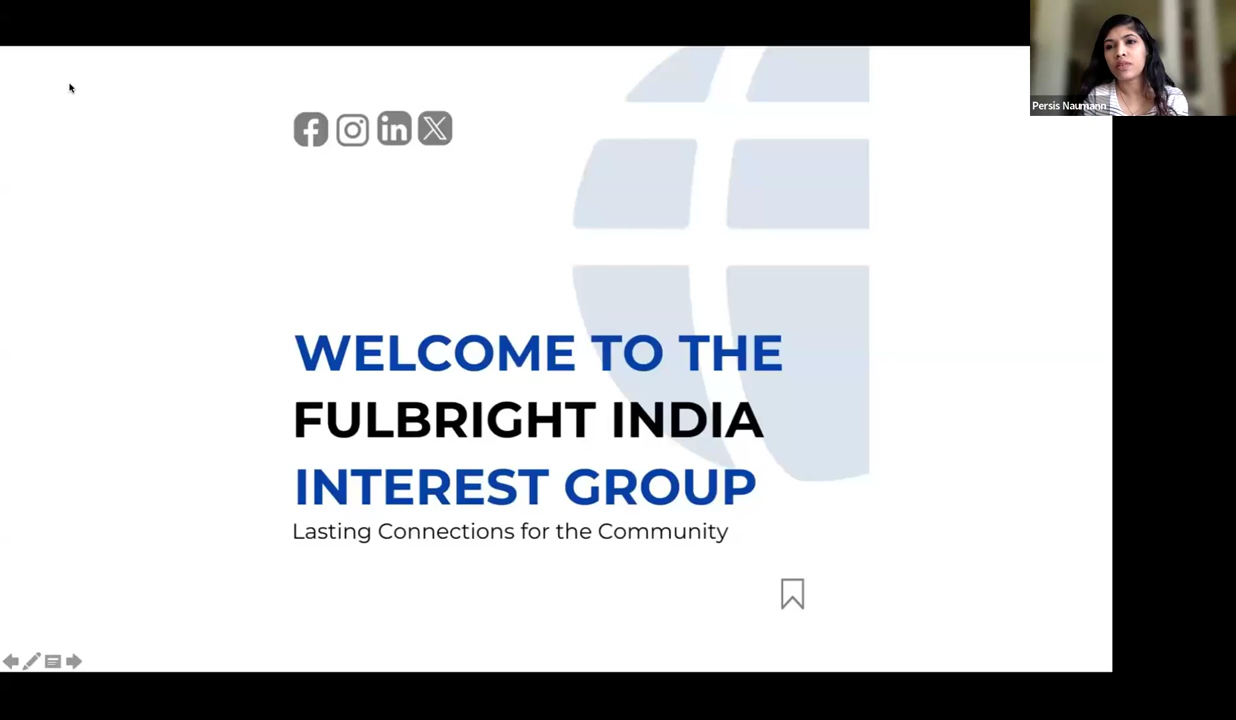 Persis Naumann
WELCOME TO THE
FULBRIGHT INDIA
INTEREST GROUP
Lasting Connections for the Community